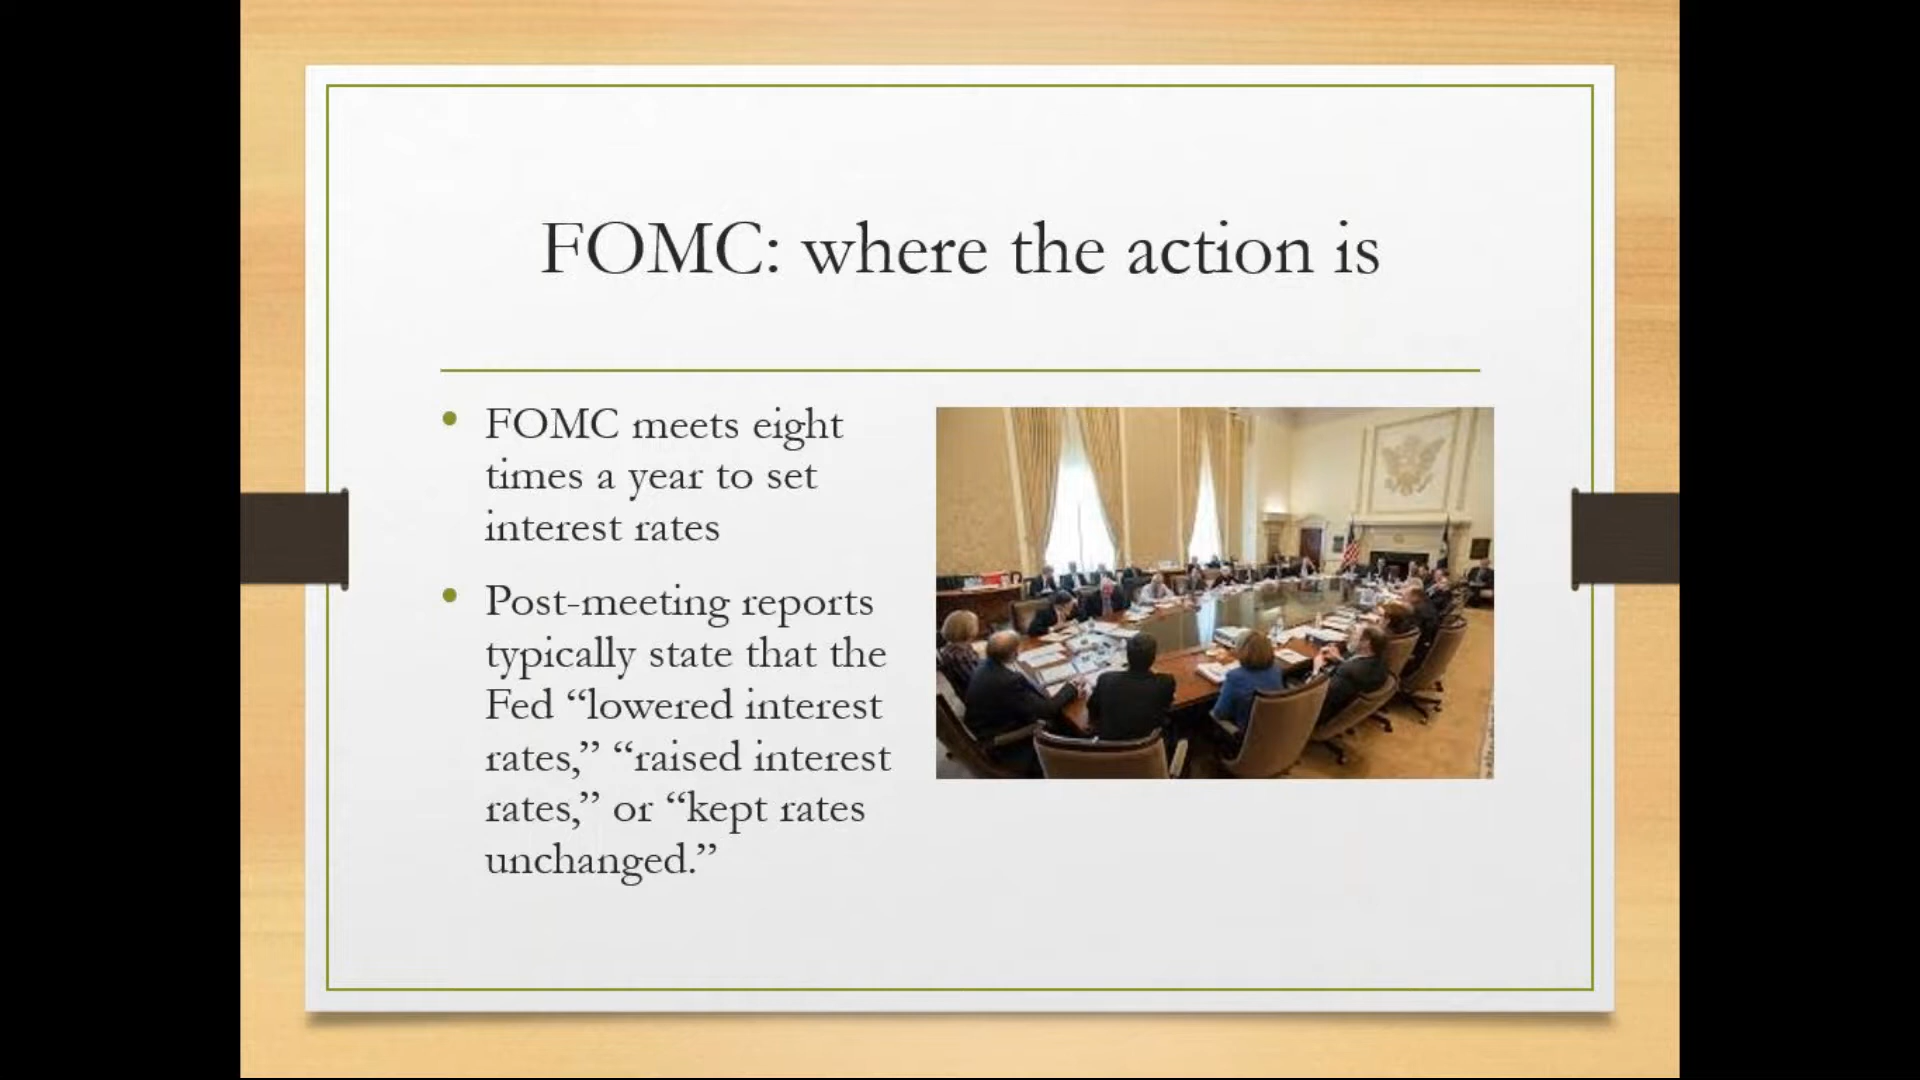 FOMC: where the action is
• FOMC meets eight
times a year to set
interest rates
• Post-meeting reports
typically state that the
Fed “lowered interest
rates,” “raised interest
rates,” or “kept rates
unchanged.”